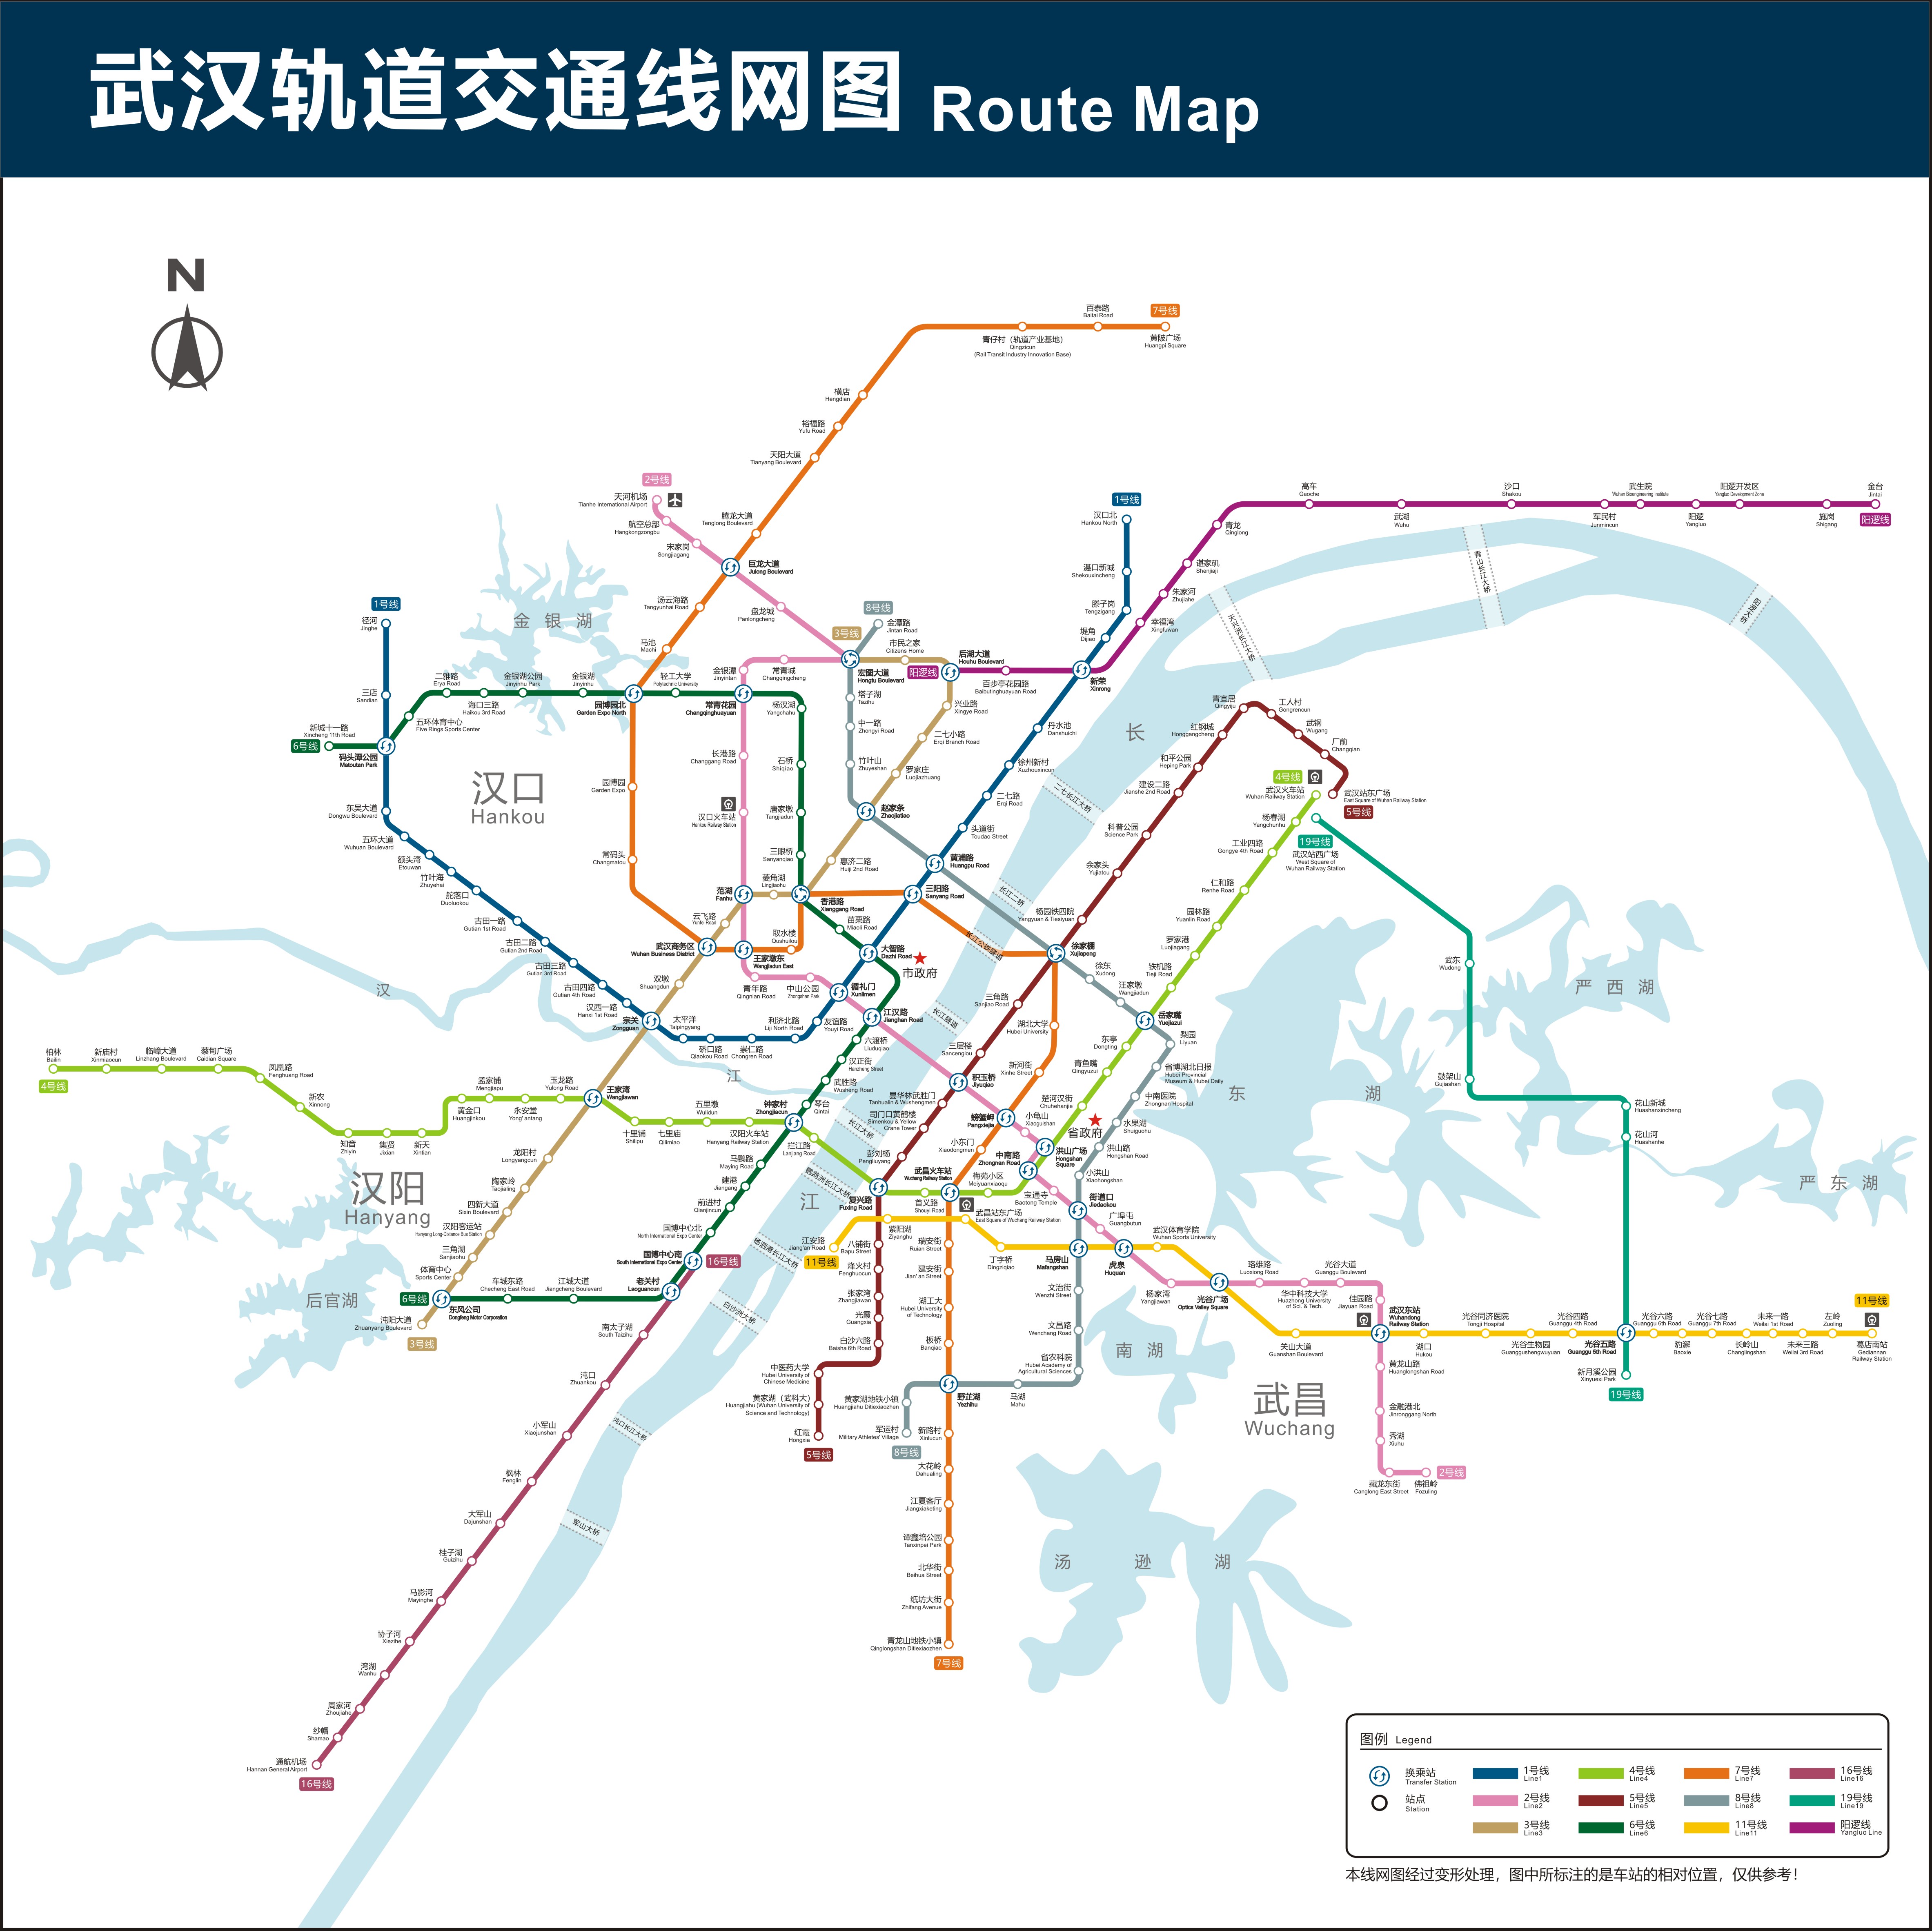 武汉轨道交通线网图 Route Map
N
7号线
百泰路
Baitai Road
青仔村（轨道产业基地）
Qingzicun
(Rail Transit Industry Innovation Base)
黄陂广场
Huangpi Square
横店
Hengdian
裕福路
Yufu Road
天阳大道
Tianyang Boulevard
腾龙大道
Tenglong Boulevard
2号线
天河机场
Tianhe International Airport
航空总部
Hangkongzongbu
宋家岗
Songjiagang
巨龙大道
Julong Boulevard
汤云海路
Tangyunhai Road
盘龙城
Panlongcheng
马池
Machi
1号线
汉口北
Hankou North
滠口新城
Shekouxincheng
滕子岗
Tengzigang
堤角
Dijiao
新荣
Xinrong
高车
Gaoche
武湖
Wuhu
沙口
Shakou
军民村
Junmincun
武生院
Wuhan Bioengineering Institute
阳逻
Yangluo
阳逻开发区
Yangluo Development Zone
施岗
Shigang
金台
Jintai
阳逻线
青龙
Qinglong
谌家矶
Shenjiaji
朱家河
Zhujiahe
幸福湾
Xingfuwan
青山长江大桥
天兴洲长江大桥
阳逻大桥
1号线
径河
Jinghe
三店
Sandian
金银湖
8号线
金潭路
Jintan Road
3号线
市民之家
Citizens Home
宏图大道
Hongtu Boulevard
阳逻线
后湖大道
Houhu Boulevard
百步亭花园路
Baibutinghuayuan Road
二雅路
Erya Road
海口三路
Haikou 3rd Road
金银湖公园
Jinyinhu Park
金银湖
Jinyinhu
园博园北
Garden Expo North
轻工大学
Polytechnic University
金银潭
Jinyintan
常青城
Changqingcheng
常青花园
Changqinghuayuan
杨汊湖
Yangchahu
塔子湖
Tazihu
中一路
Zhongyi Road
竹叶山
Zhuyeshan
兴业路
Xingye Road
二七小路
Erqi Branch Road
罗家庄
Luojiazhuang
赵家条
Zhaojiatiao
五环体育中心
Five Rings Sports Center
新城十一路
Xincheng 11th Road
6号线
码头潭公园
Matoutan Park
东吴大道
Dongwu Boulevard
五环大道
Wuhuan Boulevard
额头湾
Etouwan
竹叶海
Zhuyehai
舵落口
Duoluokou
古田一路
Gutian 1st Road
古田二路
Gutian 2nd Road
古田三路
Gutian 3rd Road
古田四路
Gutian 4th Road
汉西一路
Hanxi 1st Road
宗关
Zongguan
汉口
Hankou
园博园
Garden Expo
常码头
Changmatou
长港路
Changgang Road
汉口火车站
Hankou Railway Station
石桥
Shiqiao
唐家墩
Tangjiadun
三眼桥
Sanyanqiao
惠济二路
Huiji 2nd Road
范湖
Fanhu
菱角湖
Lingjiaohu
香港路
Xianggang Road
云飞路
Yunfei Road
武汉商务区
Wuhan Business District
王家墩东
Wangjiadun East
取水楼
Qushuilou
苗栗路
Miaoli Road
大智路
Dazhi Road
市政府
双墩
Shuangdun
青年路
Qingnian Road
中山公园
Zhongshan Park
循礼门
Xunlimen
江汉路
Jianghan Road
太平洋
Taipingyang
硚口路
Qiaokou Road
崇仁路
Chongren Road
利济北路
Liji North Road
友谊路
Youyi Road
六渡桥
Liuduqiao
汉正街
Hanzheng Street
武胜路
Wusheng Road
琴台
Qintai
丹水池
Danshuichi
徐州新村
Xuzhouxincun
二七路
Erqi Road
头道街
Toudao Street
黄浦路
Huangpu Road
三阳路
Sanyang Road
长
二七长江大桥
长江二桥
长江公铁隧道
长江隧道
长江大桥
鹦鹉洲长江大桥
杨泗港长江大桥
白沙洲大桥
沌口长江大桥
军山大桥
汉
江
江
青宜居
Qingyiju
工人村
Gongrencun
武钢
Wugang
厂前
Changqian
红钢城
Honggangcheng
和平公园
Heping Park
建设二路
Jianshe 2nd Road
科普公园
Science Park
余家头
Yujiatou
杨园铁四院
Yangyuan & Tiesiyuan
徐家棚
Xujiapeng
4号线
武汉火车站
Wuhan Railway Station
武汉站东广场
East Square of Wuhan Railway Station
5号线
杨春湖
Yangchunhu
19号线
武汉站西广场
West Square of
Wuhan Railway Station
工业四路
Gongye 4th Road
仁和路
Renhe Road
园林路
Yuanlin Road
罗家港
Luojiagang
铁机路
Tieji Road
徐东
Xudong
汪家墩
Wangjiadun
岳家嘴
Yuejiazui
梨园
Liyuan
省博湖北日报
Hubei Provincial
Museum & Hubei Daily
中南医院
Zhongnan Hospital
水果湖
Shuiguohu
洪山路
Hongshan Road
小洪山
Xiaohongshan
省政府
东亭
Dongting
青鱼嘴
Qingyuzui
楚河汉街
Chuhehanjie
三角路
Sanjiao Road
三层楼
Sancenglou
湖北大学
Hubei University
新河街
Xinhe Street
积玉桥
Jiyuqiao
螃蟹岬
Pangxiejia
小龟山
Xiaoguishan
洪山广场
Hongshan
Square
中南路
Zhongnan Road
昙华林武胜门
Tanhualin & Wushengmen
司门口黄鹤楼
Simenkou & Yellow
Crane Tower
彭刘杨
Pengliuyang
小东门
Xiaodongmen
武昌火车站
Wuchang Railway Station
梅苑小区
Meiyuanxiaoqu
宝通寺
Baotong Temple
街道口
Jiedaokou
广埠屯
Guangbutun
复兴路
Fuxing Road
首义路
Shouyi Road
东 湖
严 西 湖
严 东 湖
武东
Wudong
鼓架山
Gujiashan
花山新城
Huashanxincheng
花山河
Huashanhe
柏林
Bailin
4号线
新庙村
Xinmiaocun
临嶂大道
Linzhang Boulevard
蔡甸广场
Caidian Square
凤凰路
Fenghuang Road
新农
Xinnong
知音
Zhiyin
集贤
Jixian
新天
Xintian
黄金口
Huangjinkou
孟家铺
Mengjiapu
永安堂
Yong' antang
玉龙路
Yulong Road
王家湾
Wangjiawan
十里铺
Shilipu
七里庙
Qilimiao
五里墩
Wulidun
汉阳火车站
Hanyang Railway Station
钟家村
Zhongjiacun
拦江路
Lanjiang Road
汉阳
Hanyang
龙阳村
Longyangcun
陶家岭
Taojialing
四新大道
Sixin Boulevard
汉阳客运站
Hanyang Long-Distance Bus Station
三角湖
Sanjiaohu
体育中心
Sports Center
6号线
东风公司
Dongfeng Motor Corporation
沌阳大道
Zhuanyang Boulevard
3号线
后官湖
马鹦路
Maying Road
建港
Jiangang
前进村
Qianjincun
国博中心北
North International Expo Center
国博中心南
South International Expo Center
16号线
老关村
Laoguancun
车城东路
Checheng East Road
江城大道
Jiangcheng Boulevard
南太子湖
South Taizihu
沌口
Zhuankou
小军山
Xiaojunshan
枫林
Fenglin
大军山
Dajunshan
桂子湖
Guizihu
马影河
Mayinghe
协子河
Xiezihe
湾湖
Wanhu
周家河
Zhoujiahe
纱帽
Shamao
通航机场
Hannan General Airport
16号线
江安路
Jiang'an Road
11号线
紫阳湖
Ziyanghu
武昌站东广场
East Square of Wuchang Railway Station
丁字桥
Dingziqiao
马房山
Mafangshan
虎泉
Huquan
武汉体育学院
Wuhan Sports University
八铺街
Bapu Street
烽火村
Fenghuocun
张家湾
Zhangjiawan
光霞
Guangxia
白沙六路
Baisha 6th Road
中医药大学
Hubei University of
Chinese Medicine
黄家湖（武科大）
Huangjiahu (Wuhan University of
Science and Technology)
红霞
Hongxia
5号线
瑞安街
Ruian Street
建安街
Jian' an Street
湖工大
Hubei University
of Technology
板桥
Banqiao
野芷湖
Yezhihu
黄家湖地铁小镇
Huangjiahu Ditiexiaozhen
军运村
Military Athletes' Village
8号线
新路村
Xinlucun
大花岭
Dahualing
江夏客厅
Jiangxiaketing
谭鑫培公园
Tanxinpei Park
北华街
Beihua Street
纸坊大街
Zhifang Avenue
青龙山地铁小镇
Qinglongshan Ditiexiaozhen
7号线
马湖
Mahu
文治街
Wenzhi Street
文昌路
Wenchang Road
省农科院
Hubei Academy of
Agricultural Sciences
南 湖
汤 逊 湖
杨家湾
Yangjiawan
光谷广场
Optics Valley Square
珞雄路
Luoxiong Road
华中科技大学
Huazhong University
of Sci. & Tech.
光谷大道
Guanggu Boulevard
佳园路
Jiayuan Road
武汉东站
Wuhandong
Railway Station
关山大道
Guanshan Boulevard
湖口
Hukou
黄龙山路
Huanglongshan Road
金融港北
Jinronggang North
秀湖
Xiuhu
藏龙东街
Canglong East Street
佛祖岭
Fozuling
2号线
光谷同济医院
Tongji Hospital
光谷生物园
Guanggushengwuyuan
光谷四路
Guanggu 4th Road
光谷五路
Guanggu 5th Road
新月溪公园
Xinyuexi Park
19号线
光谷六路
Guanggu 6th Road
豹澥
Baoxie
光谷七路
Guanggu 7th Road
长岭山
Changlingshan
未来一路
Weilai 1st Road
未来三路
Weilai 3rd Road
左岭
Zuoling
11号线
葛店南站
Gediannan
Railway Station
武昌
Wuchang
图例 Legend
换乘站
Transfer Station
站点
Station
1号线
Line1
2号线
Line2
3号线
Line3
4号线
Line4
5号线
Line5
6号线
Line6
7号线
Line7
8号线
Line8
11号线
Line11
16号线
Line16
19号线
Line19
阳逻线
Yangluo Line
本线网图经过变形处理，图中所标注的是车站的相对位置，仅供参考！